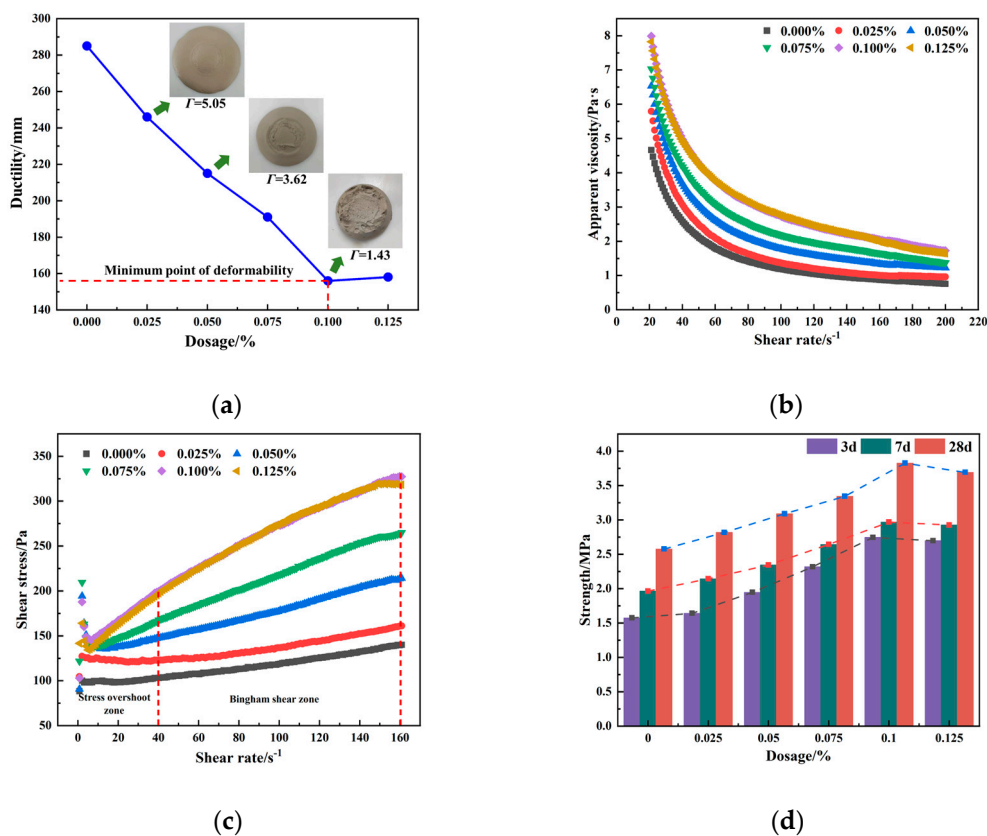 (a)
300
280
260
240
220
200
180
160
140
Ductility/mm
Γ=5.05
Γ=3.62
Γ=1.43
Minimum point of deformability
0.000 0.025 0.050 0.075 0.100 0.125
Dosage/%
(b)
0.000% 0.025% 0.050%
0.075% 0.100% 0.125%
8
7
6
5
4
3
2
1
0
Apparent viscosity/Pa·s
0 20 40 60 80 100 120 140 160 180 200 220
Shear rate/s-1
(a)
(b)
0.000% 0.025% 0.050%
0.075% 0.100% 0.125%
375
350
325
300
275
250
225
200
175
150
125
100
75
50
Shear stress/Pa
Stress overshoot
zone
Bingham shear zone
0 20 40 60 80 100 120 140 160
Shear rate/s-1
3d 7d 28d
4.0
3.5
3.0
2.5
2.0
1.5
1.0
0.5
0.0
Strength/MPa
0 0.025 0.05 0.075 0.1 0.125
Dosage/%
(c)
(d)